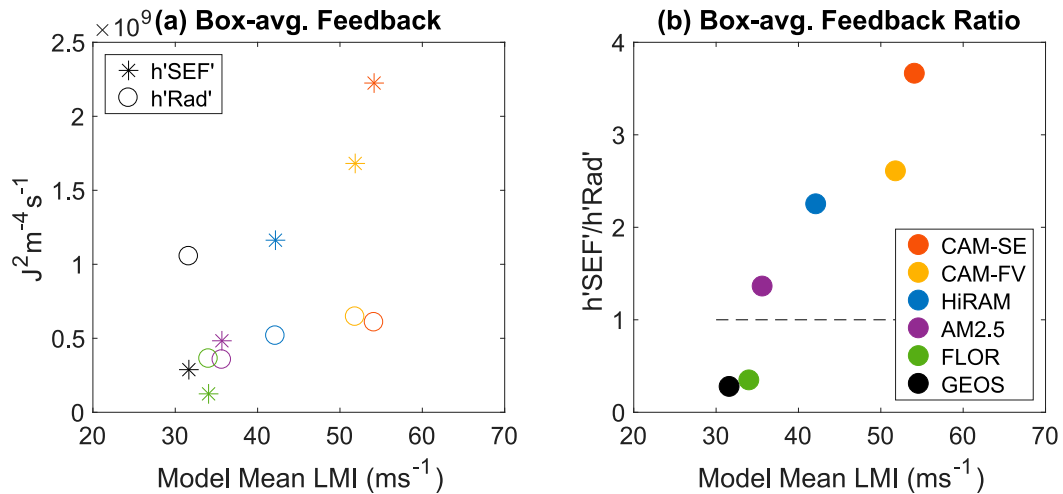 (a) Box-avg. Feedback
×10⁹
2.5
2
1.5
1
0.5
0
J²m⁻⁴s⁻¹
h'SEF'
h'Rad'
20 30 40 50 60 70
Model Mean LMI (ms⁻¹)
(b) Box-avg. Feedback Ratio
4
3
2
1
0
h'SEF'/h'Rad'
CAM-SE
CAM-FV
HiRAM
AM2.5
FLOR
GEOS
20 30 40 50 60 70
Model Mean LMI (ms⁻¹)